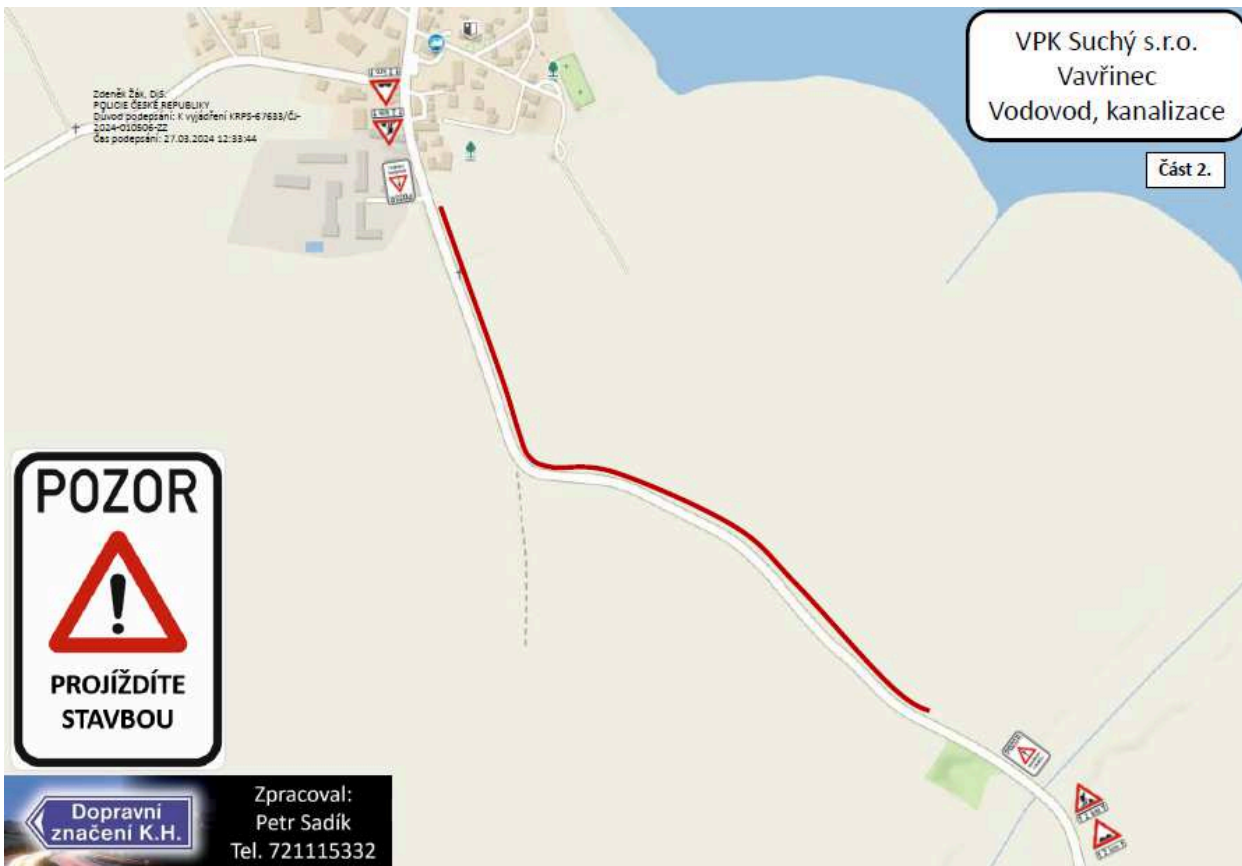 VPK Suchý s.r.o.
Vavřinec
Vodovod, kanalizace
Část 2.
Zdeněk Žák, DiS.
POLICIE ČESKÉ REPUBLIKY
Důvod podepsání: K vyjádření KRPS-67633/ČJ-
2024-010506-ZZ
Čas podepsání: 27.03.2024 12:33:44
POZOR
PROJÍŽDÍTE
STAVBOU
Dopravní
značení K.H.
Zpracoval:
Petr Sadík
Tel. 721115332